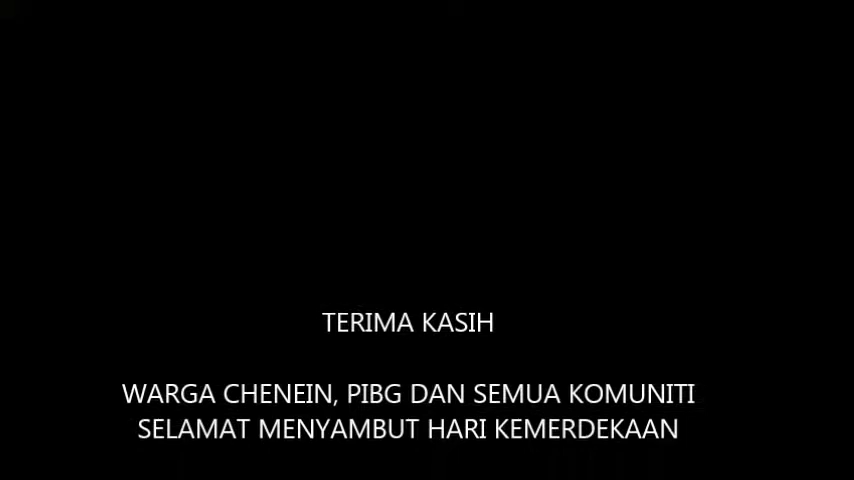 TERIMA KASIH
WARGA CHENEIN, PIBG DAN SEMUA KOMUNITI
SELAMAT MENYAMBUT HARI KEMERDEKAAN